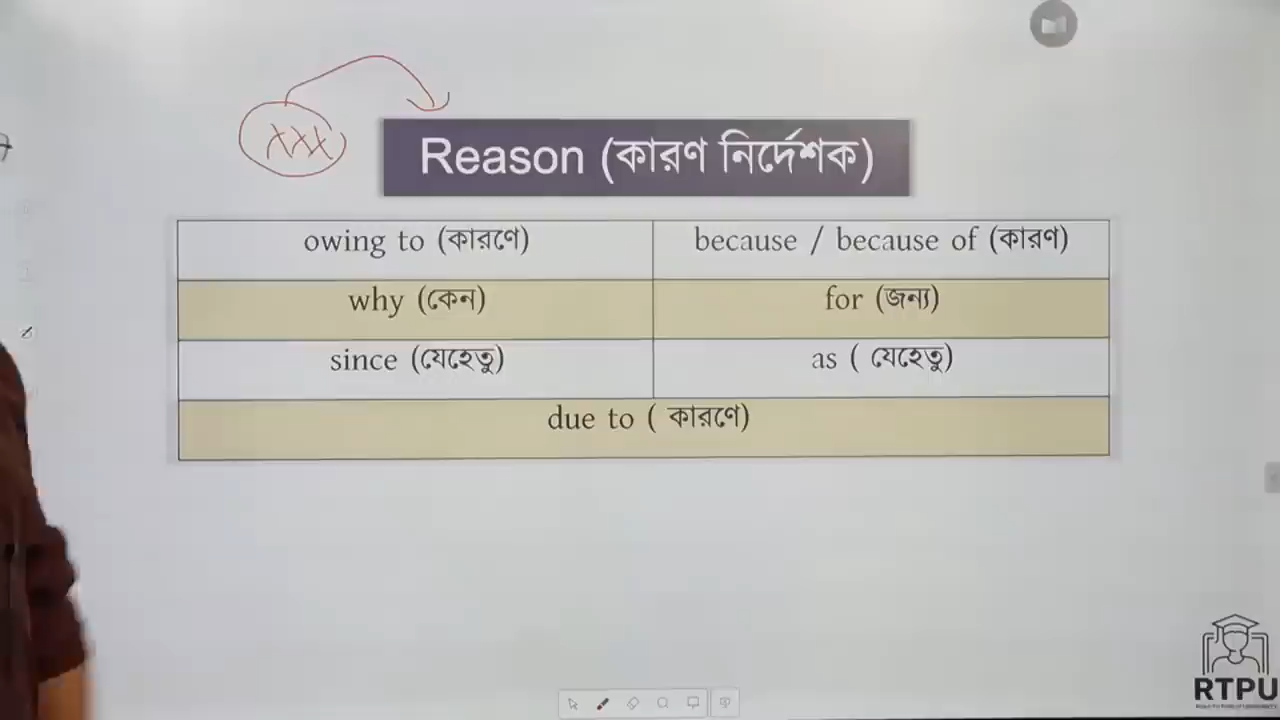 XXX
Reason (কারণ নির্দেশক)
owing to (কারণে)
because / because of (কারণ)
why (কেন)
for (জন্য)
since (যেহেতু)
as ( যেহেতু)
due to ( কারণে)
RTPU